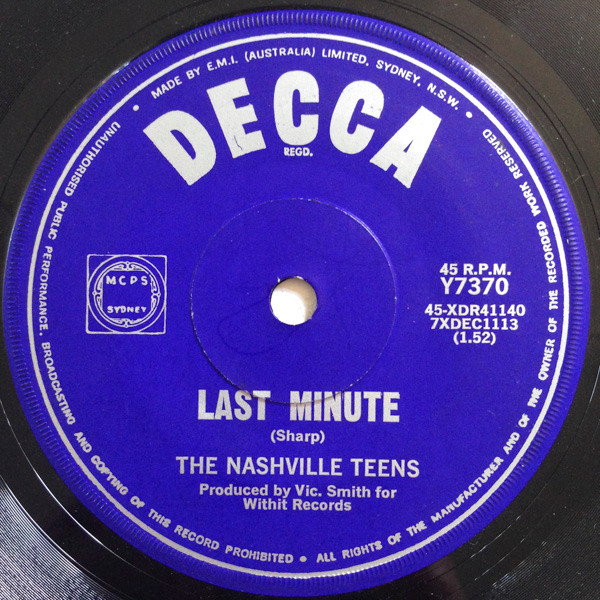 MADE BY E.M.I. (AUSTRALIA) LIMITED, SYDNEY, N.S.W. •
DECCA
REGD.
MCPS
SYDNEY
45 R.P.M.
Y7370
45-XDR41140
7XDEC1113
(1.52)
LAST MINUTE
(Sharp)
THE NASHVILLE TEENS
Produced by Vic. Smith for
Withit Records
UNAUTHORISED PUBLIC PERFORMANCE, BROADCASTING AND COPYING OF THIS RECORD PROHIBITED • ALL RIGHTS OF THE MANUFACTURER AND OF THE OWNER OF THE RECORDED WORK RESERVED •